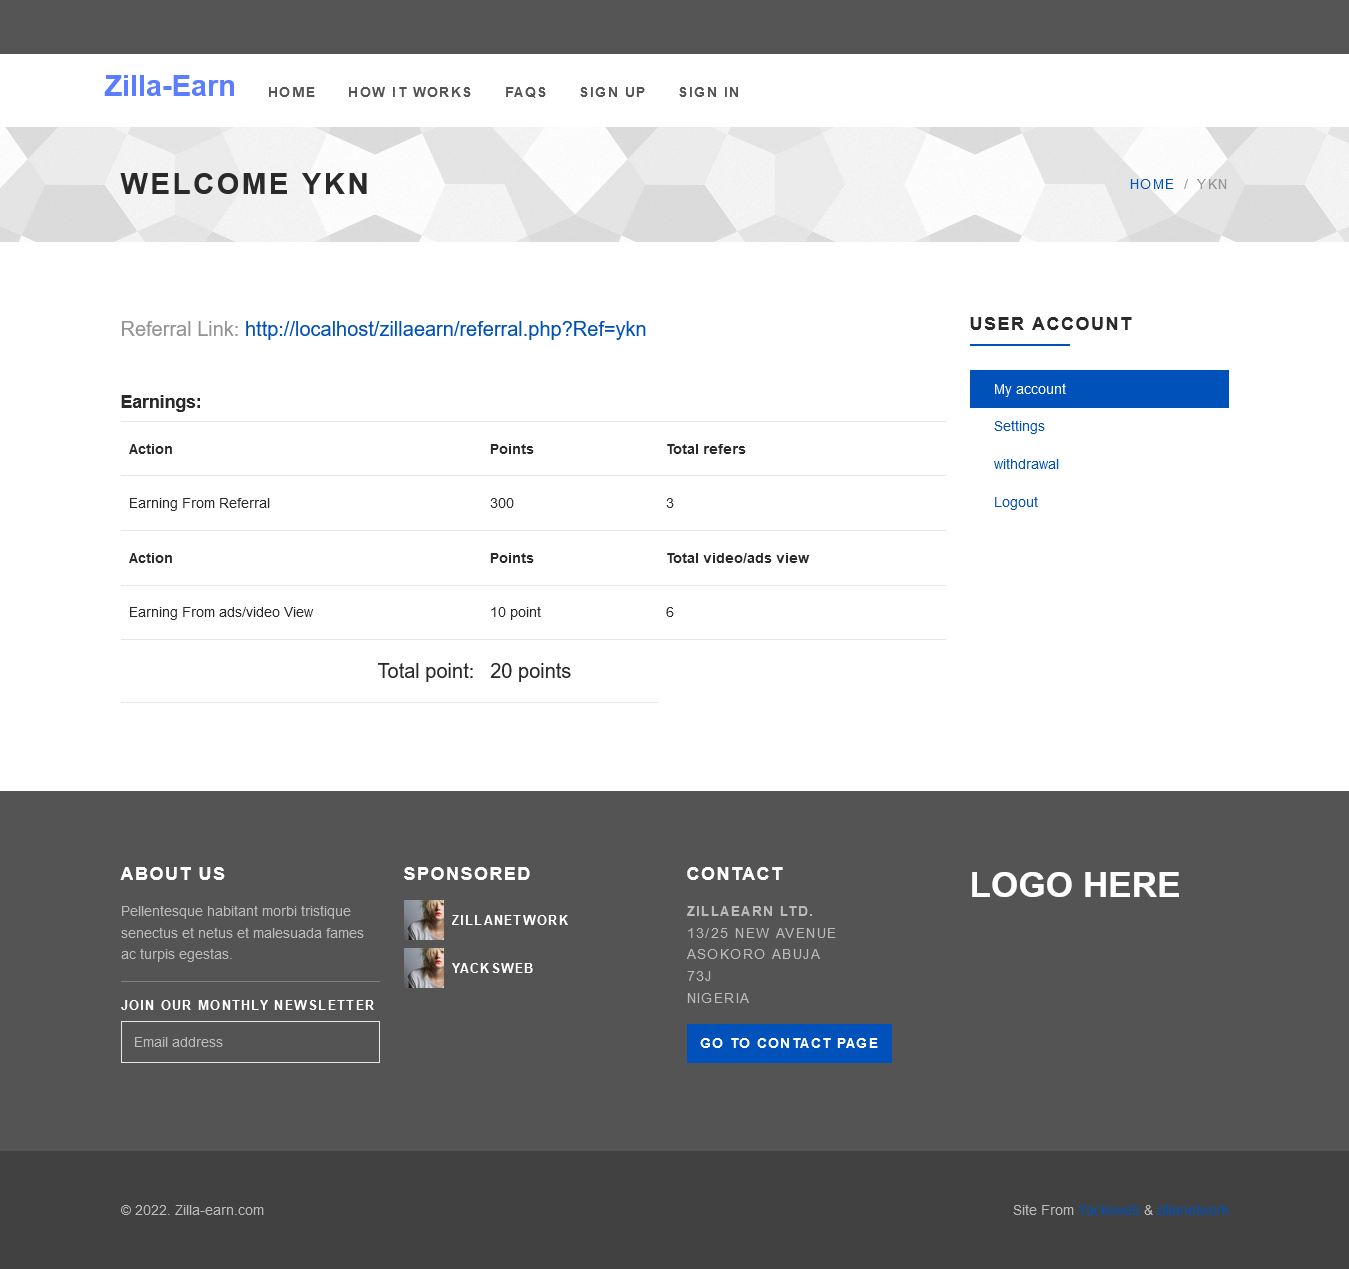 Zilla-Earn HOME HOW IT WORKS FAQS SIGN UP SIGN IN
WELCOME YKN
HOME / YKN
Referral Link: http://localhost/zillaearn/referral.php?Ref=ykn
USER ACCOUNT
My account
Settings
withdrawal
Logout
Earnings:
Action Points Total refers
Earning From Referral 300 3
Action Points Total video/ads view
Earning From ads/video View 10 point 6
Total point: 20 points
ABOUT US
Pellentesque habitant morbi tristique
senectus et netus et malesuada fames
ac turpis egestas.
JOIN OUR MONTHLY NEWSLETTER
Email address
SPONSORED
ZILLANETWORK
YACKSWEB
CONTACT
ZILLAEARN LTD.
13/25 NEW AVENUE
ASOKORO ABUJA
73J
NIGERIA
GO TO CONTACT PAGE
LOGO HERE
© 2022. Zilla-earn.com
Site From Yacksweb & zillanetwork